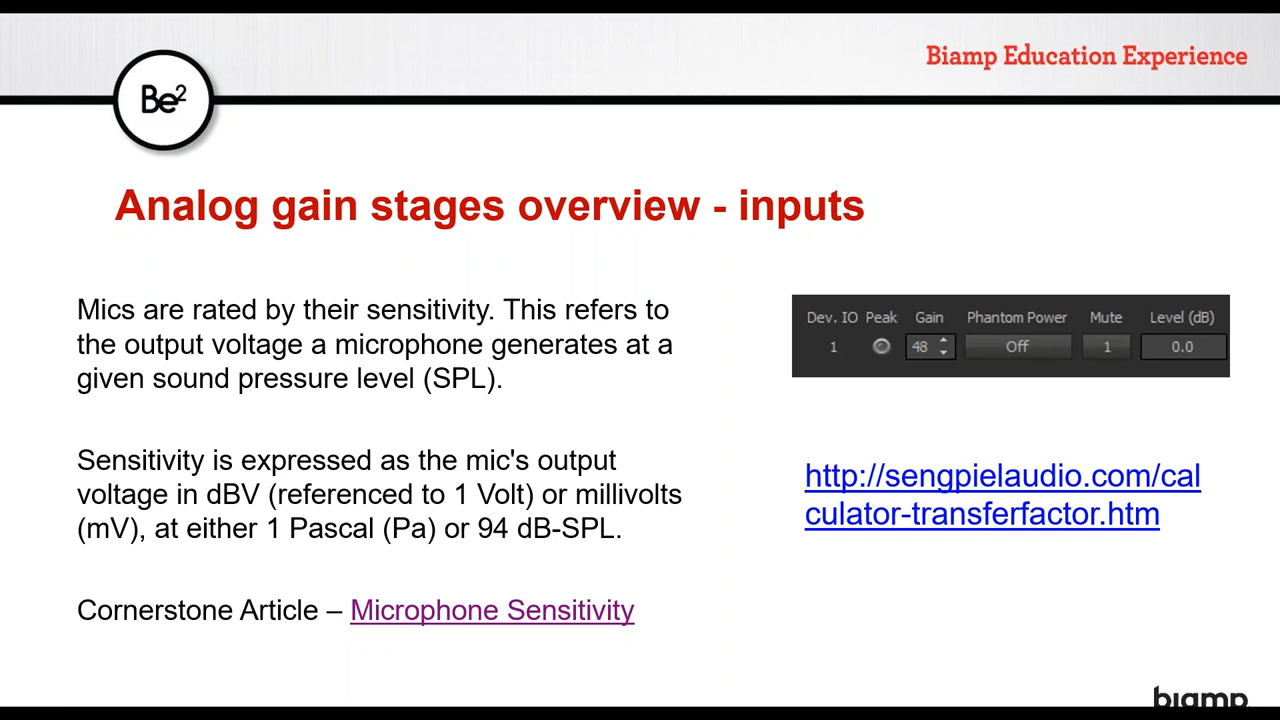 Biamp Education Experience
Be2
Analog gain stages overview - inputs
Mics are rated by their sensitivity. This refers to
the output voltage a microphone generates at a
given sound pressure level (SPL).
Sensitivity is expressed as the mic's output
voltage in dBV (referenced to 1 Volt) or millivolts
(mV), at either 1 Pascal (Pa) or 94 dB-SPL.
Cornerstone Article – Microphone Sensitivity
Dev. IO Peak Gain Phantom Power Mute Level (dB)
1 48 Off 1 0.0
http://sengpielaudio.com/cal
culator-transferfactor.htm
biamp